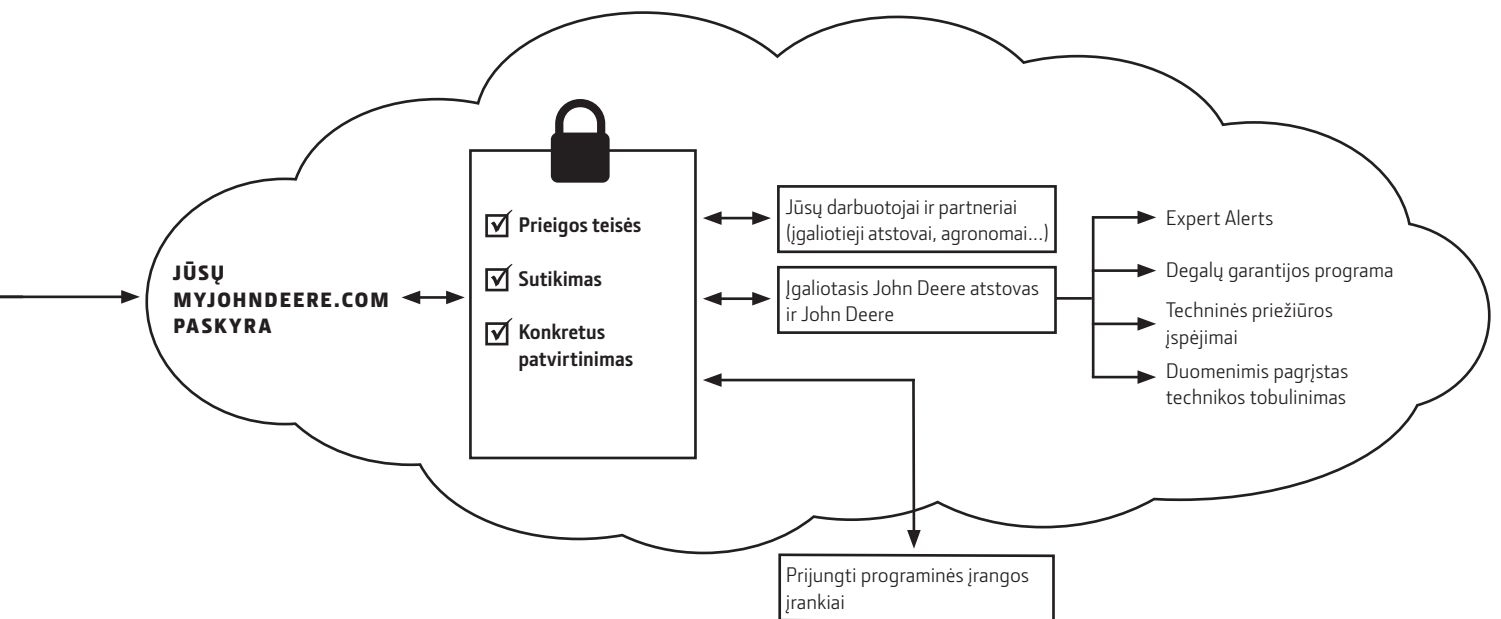 JŪSŲ
MYJOHNDEERE.COM
PASKYRA
Prieigos teisės
Sutikimas
Konkretus
patvirtinimas
Jūsų darbuotojai ir partneriai
(įgaliotieji atstovai, agronomai...)
Įgaliotasis John Deere atstovas
ir John Deere
Expert Alerts
Degalų garantijos programa
Techninės priežiūros
įspėjimai
Duomenimis pagrįstas
technikos tobulinimas
Prijungti programinės įrangos
įrankiai